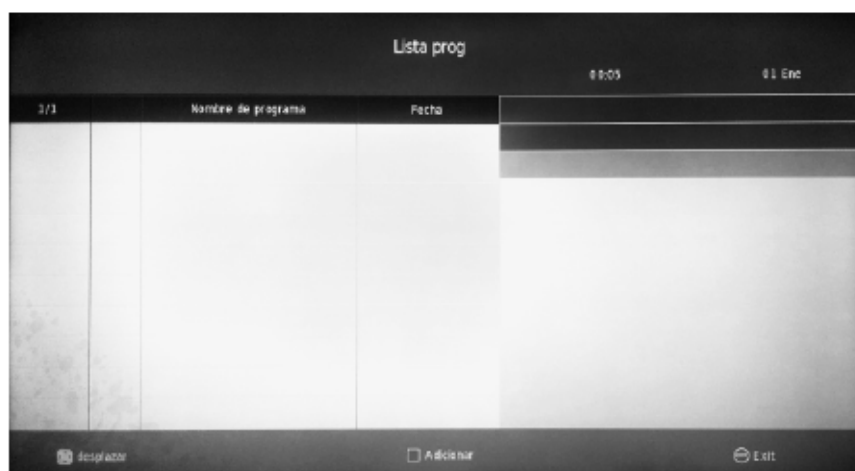 Lista prog
00:05 01 Ene
1/1 Nombre de programa Fecha
desplazar Adicionar Exit